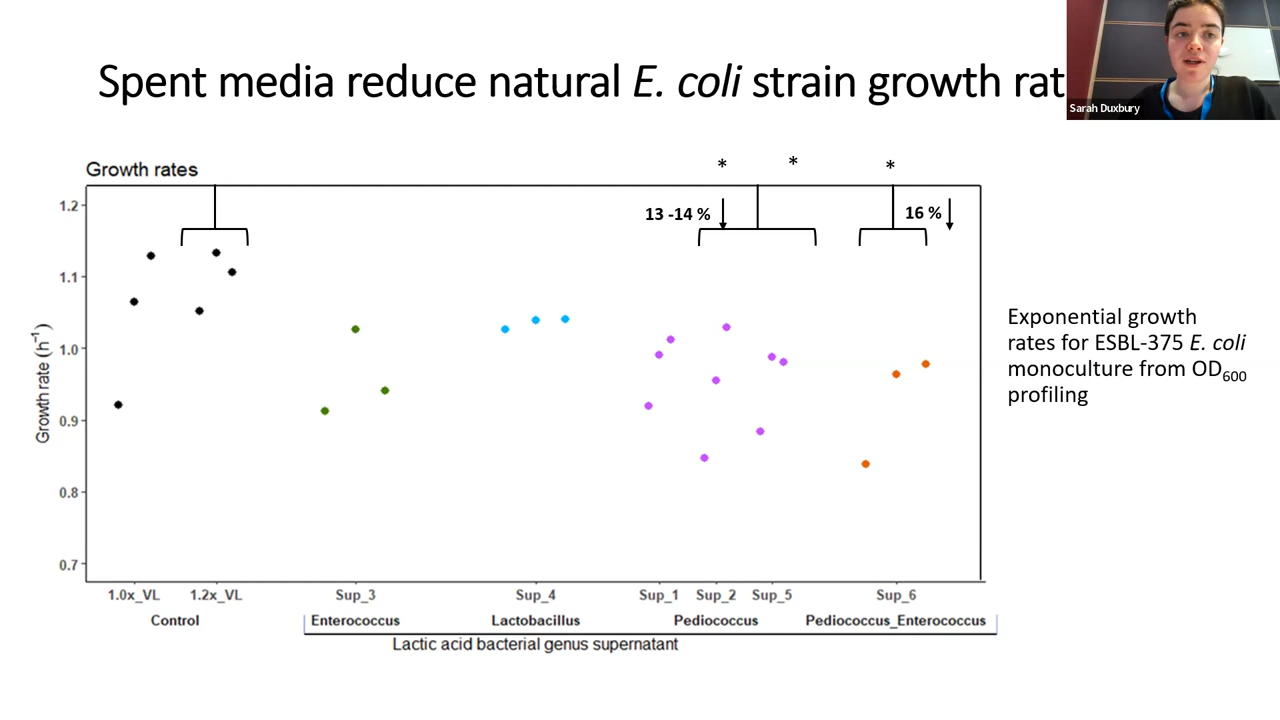 Spent media reduce natural E. coli strain growth rat
Sarah Duxbury
Growth rates
* * *
13 -14 %
16 %
1.2
1.1
1.0
0.9
0.8
0.7
Growth rate (h⁻¹)
Exponential growth
rates for ESBL-375 E. coli
monoculture from OD₆₀₀
profiling
1.0x_VL 1.2x_VL Sup_3 Sup_4 Sup_1 Sup_2 Sup_5 Sup_6
Control Enterococcus Lactobacillus Pediococcus Pediococcus_Enterococcus
Lactic acid bacterial genus supernatant